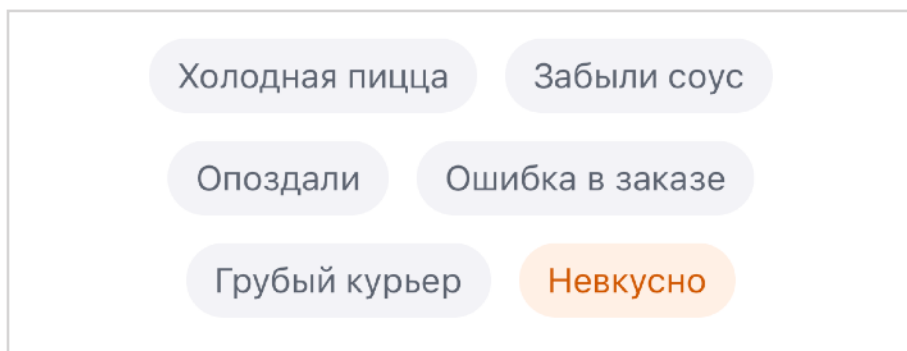 Холодная пицца Забыли соус
Опоздали Ошибка в заказе
Грубый курьер Невкусно